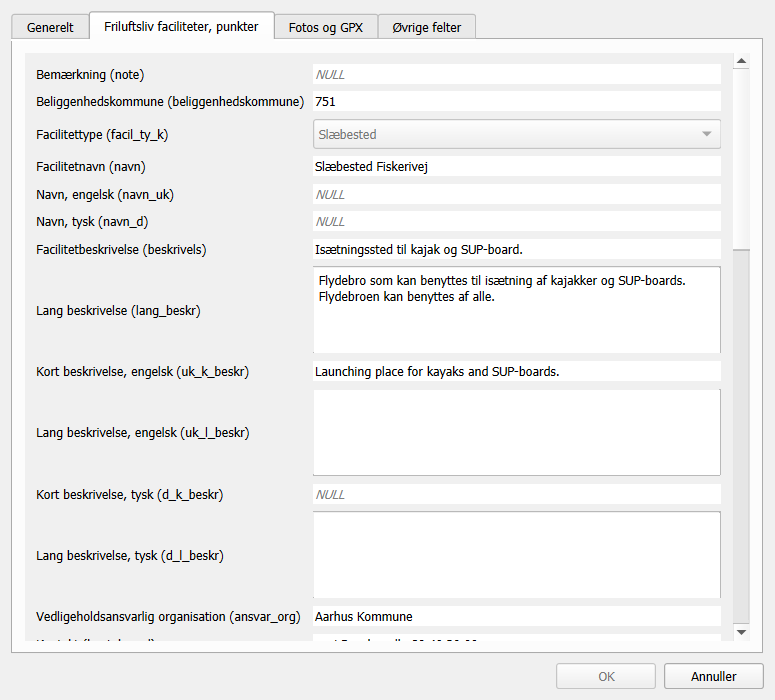 Generelt Friluftsliv faciliteter, punkter Fotos og GPX Øvrige felter
Bemærkning (note) NULL
Beliggenhedskommune (beliggenhedskommune) 751
Facilitettype (facil_ty_k) Slæbested
Facilitetnavn (navn) Slæbested Fiskerivej
Navn, engelsk (navn_uk) NULL
Navn, tysk (navn_d) NULL
Facilitetbeskrivelse (beskrivels) Isætningssted til kajak og SUP-board.
Lang beskrivelse (lang_beskr) Flydebro som kan benyttes til isætning af kajakker og SUP-boards.
Flydebroen kan benyttes af alle.
Kort beskrivelse, engelsk (uk_k_beskr) Launching place for kayaks and SUP-boards.
Lang beskrivelse, engelsk (uk_l_beskr)
Kort beskrivelse, tysk (d_k_beskr) NULL
Lang beskrivelse, tysk (d_l_beskr)
Vedligeholdsansvarlig organisation (ansvar_org) Aarhus Kommune
OK Annuller